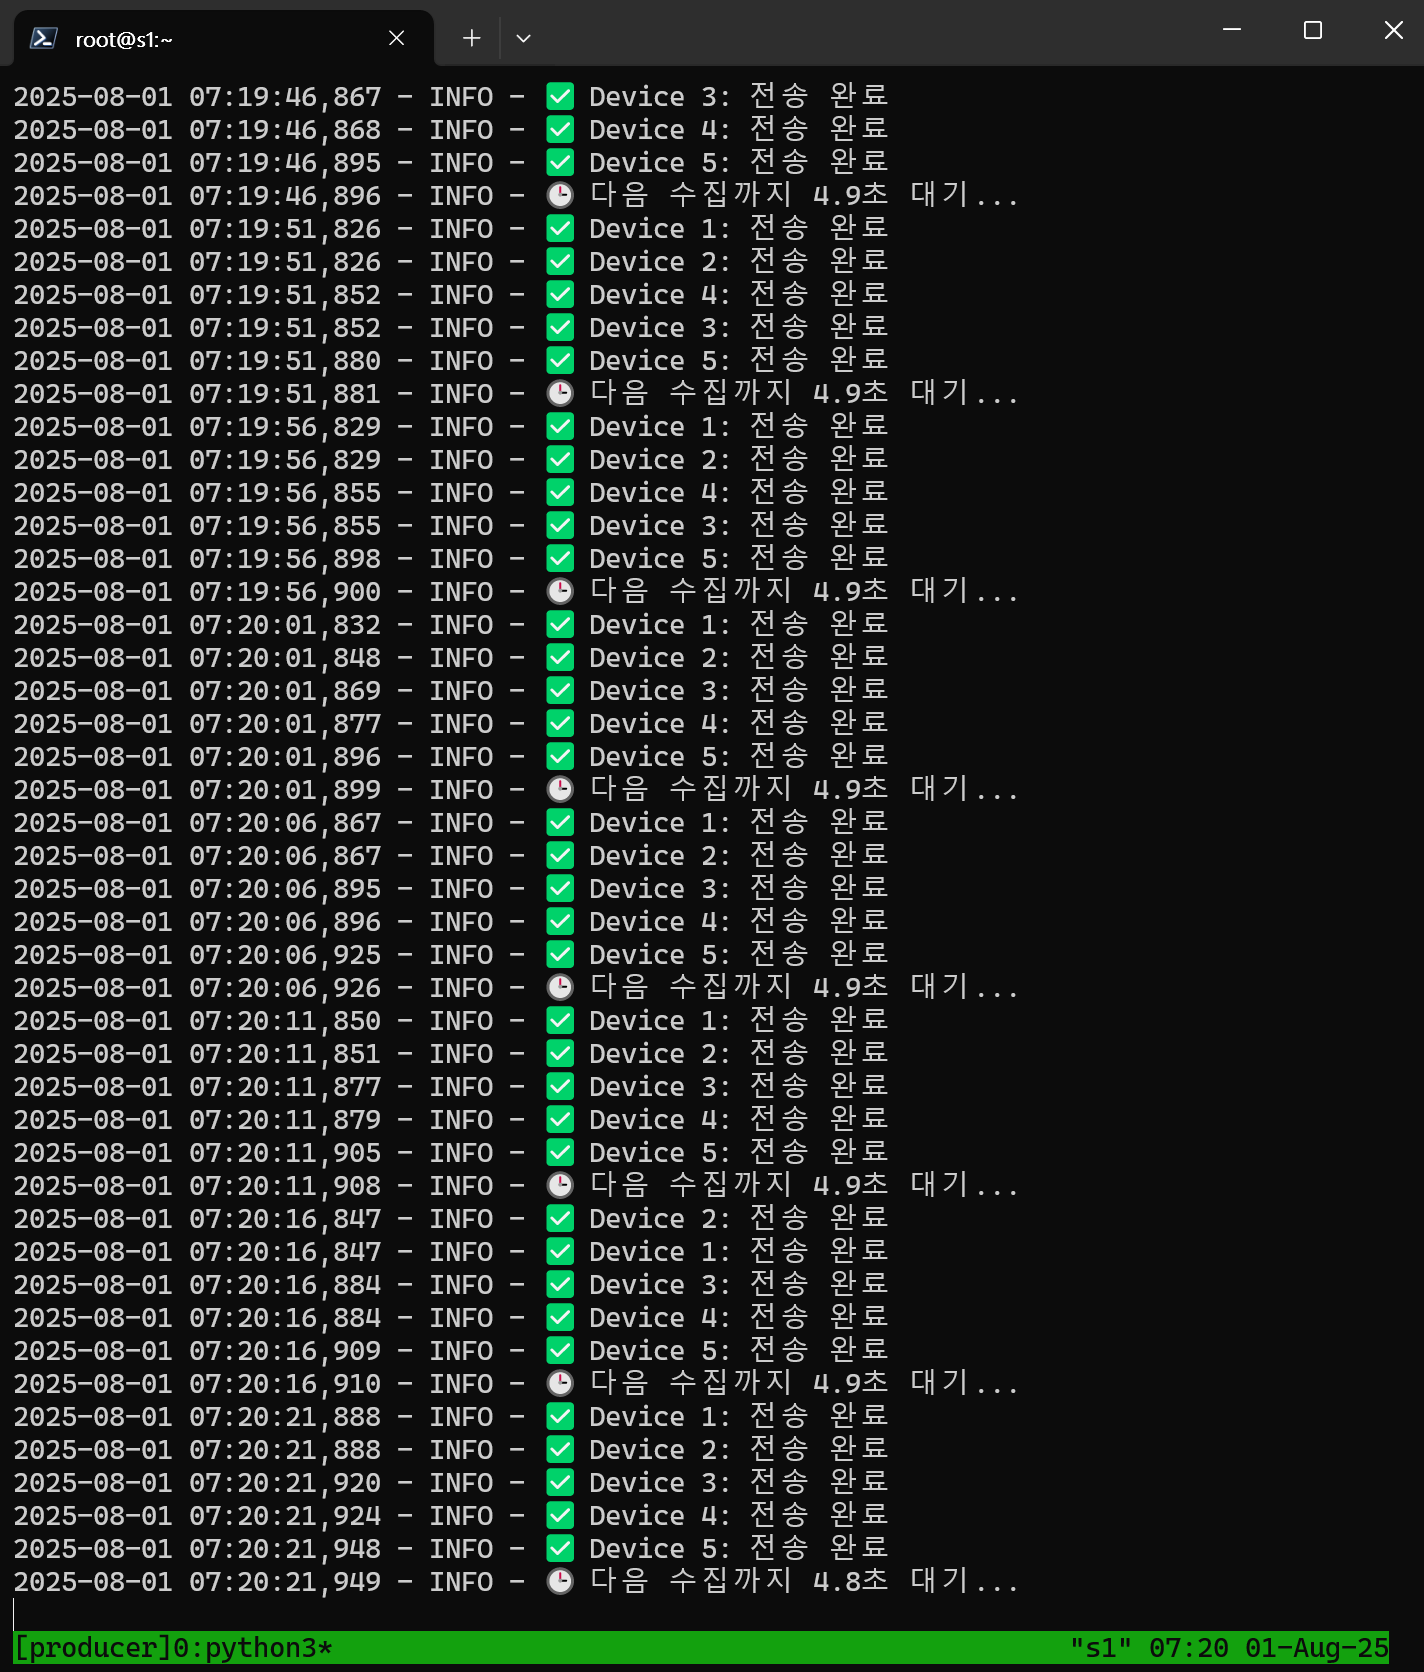 root@s1:~
2025-08-01 07:19:46,867 - INFO - ✅ Device 3: 전송 완료
2025-08-01 07:19:46,868 - INFO - ✅ Device 4: 전송 완료
2025-08-01 07:19:46,895 - INFO - ✅ Device 5: 전송 완료
2025-08-01 07:19:46,896 - INFO - 🕒 다음 수집까지 4.9초 대기...
2025-08-01 07:19:51,826 - INFO - ✅ Device 1: 전송 완료
2025-08-01 07:19:51,826 - INFO - ✅ Device 2: 전송 완료
2025-08-01 07:19:51,852 - INFO - ✅ Device 4: 전송 완료
2025-08-01 07:19:51,852 - INFO - ✅ Device 3: 전송 완료
2025-08-01 07:19:51,880 - INFO - ✅ Device 5: 전송 완료
2025-08-01 07:19:51,881 - INFO - 🕒 다음 수집까지 4.9초 대기...
2025-08-01 07:19:56,829 - INFO - ✅ Device 1: 전송 완료
2025-08-01 07:19:56,829 - INFO - ✅ Device 2: 전송 완료
2025-08-01 07:19:56,855 - INFO - ✅ Device 4: 전송 완료
2025-08-01 07:19:56,855 - INFO - ✅ Device 3: 전송 완료
2025-08-01 07:19:56,898 - INFO - ✅ Device 5: 전송 완료
2025-08-01 07:19:56,900 - INFO - 🕒 다음 수집까지 4.9초 대기...
2025-08-01 07:20:01,832 - INFO - ✅ Device 1: 전송 완료
2025-08-01 07:20:01,848 - INFO - ✅ Device 2: 전송 완료
2025-08-01 07:20:01,869 - INFO - ✅ Device 3: 전송 완료
2025-08-01 07:20:01,877 - INFO - ✅ Device 4: 전송 완료
2025-08-01 07:20:01,896 - INFO - ✅ Device 5: 전송 완료
2025-08-01 07:20:01,899 - INFO - 🕒 다음 수집까지 4.9초 대기...
2025-08-01 07:20:06,867 - INFO - ✅ Device 1: 전송 완료
2025-08-01 07:20:06,867 - INFO - ✅ Device 2: 전송 완료
2025-08-01 07:20:06,895 - INFO - ✅ Device 3: 전송 완료
2025-08-01 07:20:06,896 - INFO - ✅ Device 4: 전송 완료
2025-08-01 07:20:06,925 - INFO - ✅ Device 5: 전송 완료
2025-08-01 07:20:06,926 - INFO - 🕒 다음 수집까지 4.9초 대기...
2025-08-01 07:20:11,850 - INFO - ✅ Device 1: 전송 완료
2025-08-01 07:20:11,851 - INFO - ✅ Device 2: 전송 완료
2025-08-01 07:20:11,877 - INFO - ✅ Device 3: 전송 완료
2025-08-01 07:20:11,879 - INFO - ✅ Device 4: 전송 완료
2025-08-01 07:20:11,905 - INFO - ✅ Device 5: 전송 완료
2025-08-01 07:20:11,908 - INFO - 🕒 다음 수집까지 4.9초 대기...
2025-08-01 07:20:16,847 - INFO - ✅ Device 2: 전송 완료
2025-08-01 07:20:16,847 - INFO - ✅ Device 1: 전송 완료
2025-08-01 07:20:16,884 - INFO - ✅ Device 3: 전송 완료
2025-08-01 07:20:16,884 - INFO - ✅ Device 4: 전송 완료
2025-08-01 07:20:16,909 - INFO - ✅ Device 5: 전송 완료
2025-08-01 07:20:16,910 - INFO - 🕒 다음 수집까지 4.9초 대기...
2025-08-01 07:20:21,888 - INFO - ✅ Device 1: 전송 완료
2025-08-01 07:20:21,888 - INFO - ✅ Device 2: 전송 완료
2025-08-01 07:20:21,920 - INFO - ✅ Device 3: 전송 완료
2025-08-01 07:20:21,924 - INFO - ✅ Device 4: 전송 완료
2025-08-01 07:20:21,948 - INFO - ✅ Device 5: 전송 완료
2025-08-01 07:20:21,949 - INFO - 🕒 다음 수집까지 4.8초 대기...
[producer]0:python3* "s1" 07:20 01-Aug-25